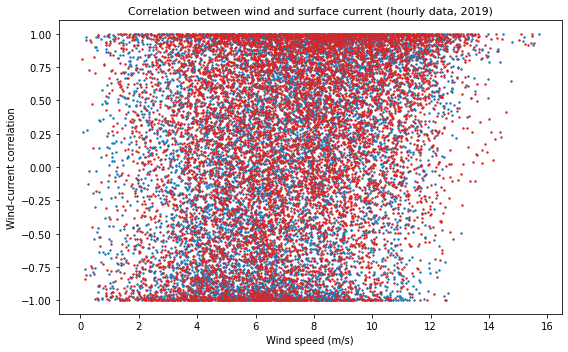 Correlation between wind and surface current (hourly data, 2019)
1.00
0.75
0.50
0.25
0.00
−0.25
−0.50
−0.75
−1.00
Wind-current correlation
0 2 4 6 8 10 12 14 16
Wind speed (m/s)